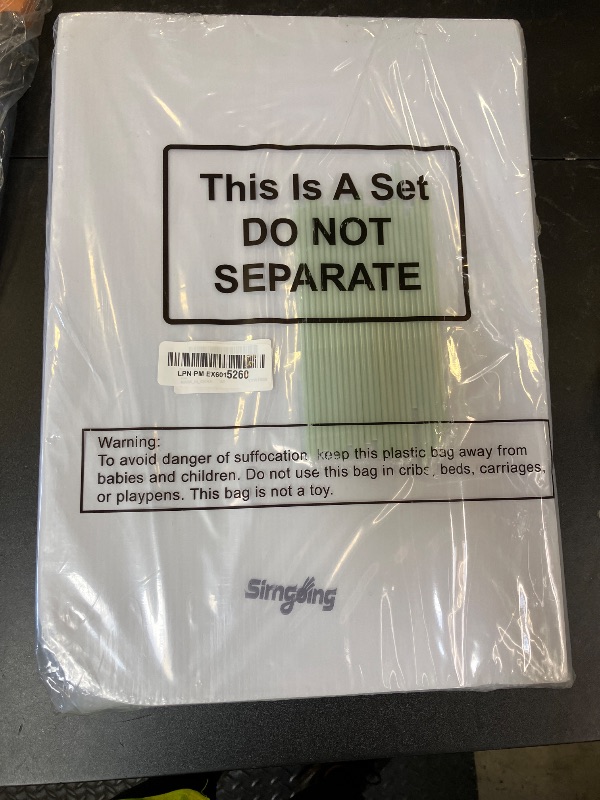 This Is A Set
DO NOT
SEPARATE
LPN PM EX6015260
Warning:
To avoid danger of suffocation, keep this plastic bag away from
babies and children. Do not use this bag in cribs, beds, carriages,
or playpens. This bag is not a toy.
Sirngoing